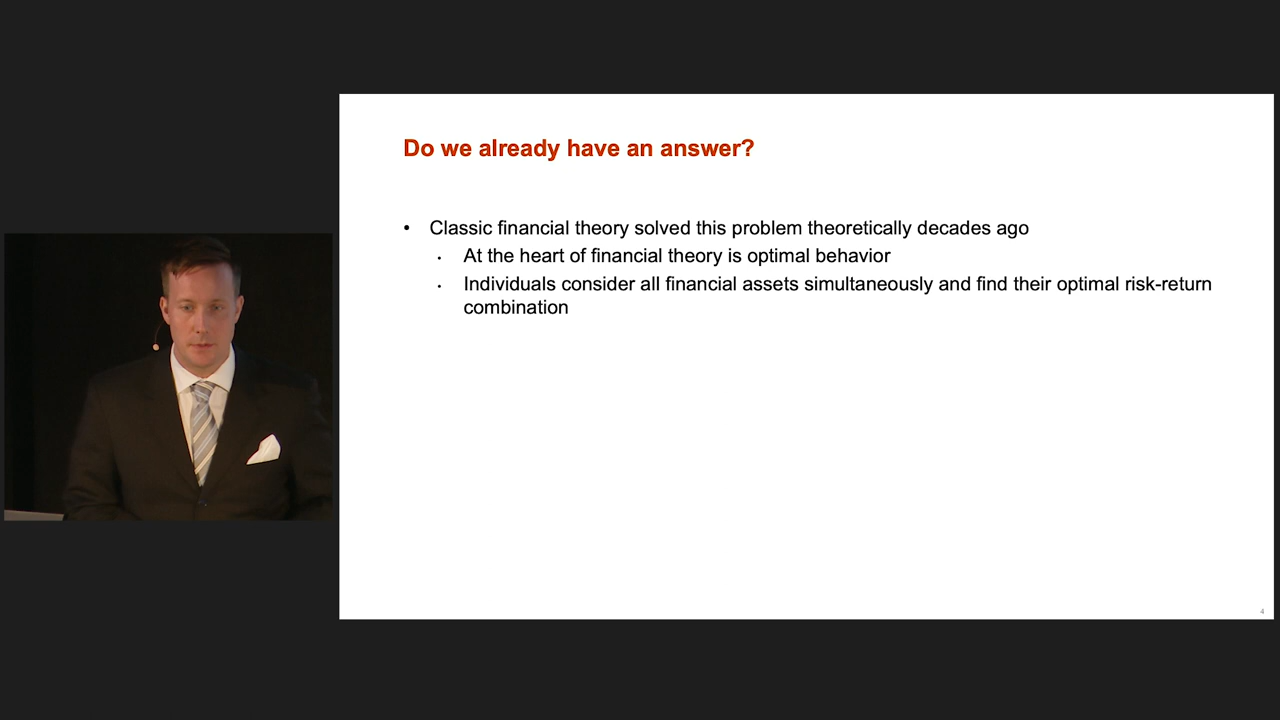 Do we already have an answer?
• Classic financial theory solved this problem theoretically decades ago
• At the heart of financial theory is optimal behavior
• Individuals consider all financial assets simultaneously and find their optimal risk-return
combination
4